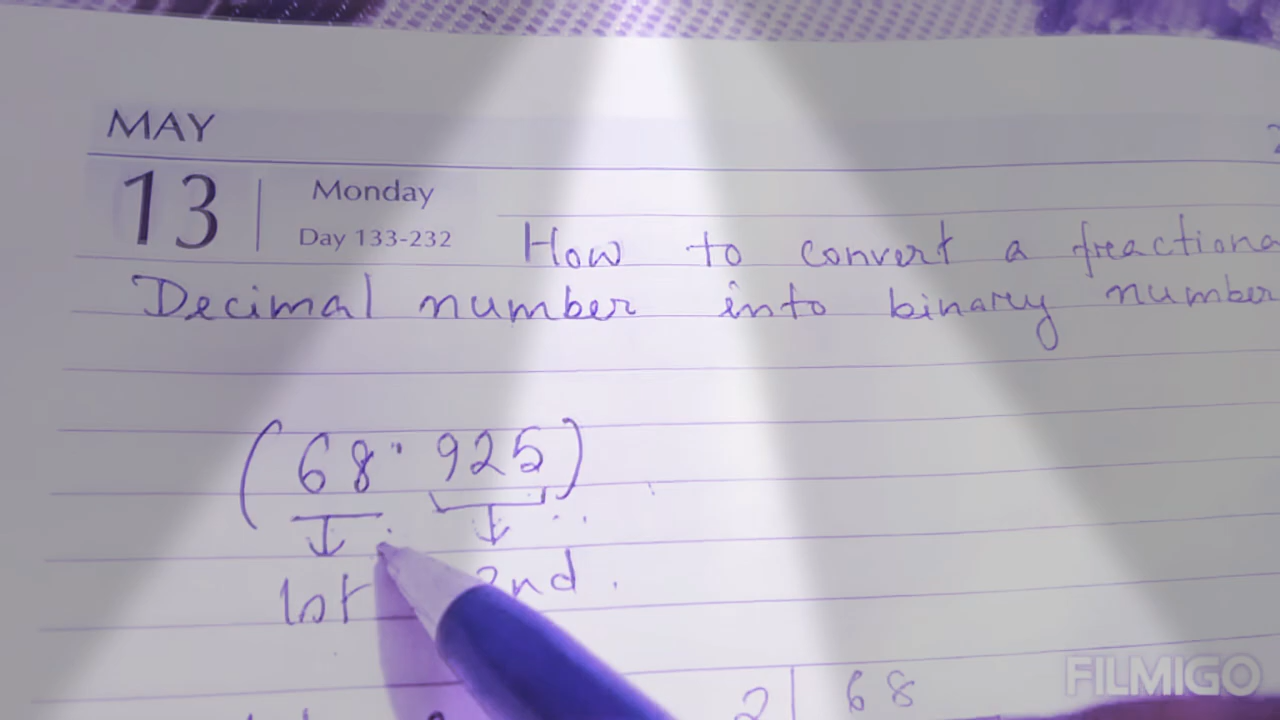 MAY
13
Monday
Day 133-232
How to convert a freactiona
Decimal number into binary number
(68.925)
1st 2nd.
2 | 68
FILMIGO